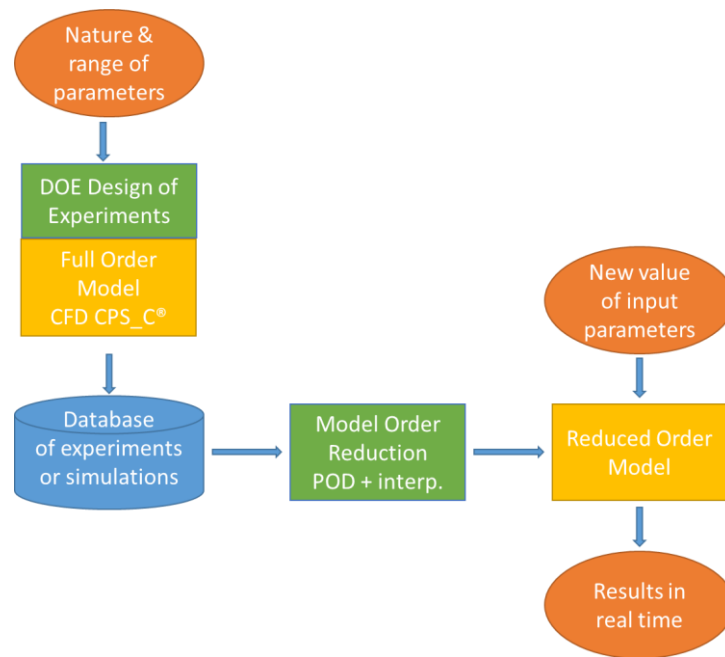 Nature &
range of
parameters
DOE Design of
Experiments
Full Order
Model
CFD CPS_C®
Database
of experiments
or simulations
Model Order
Reduction
POD + interp.
New value
of input
parameters
Reduced Order
Model
Results in
real time